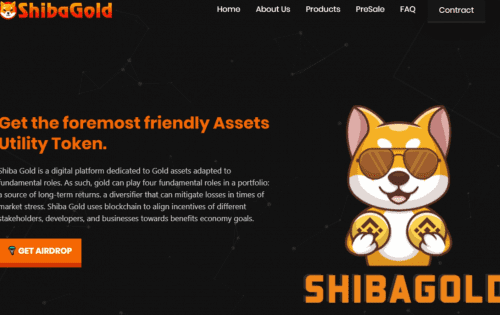 ShibaGold
Home About Us Products PreSale FAQ Contract
Get the foremost friendly Assets
Utility Token.
Shiba Gold is a digital platform dedicated to Gold assets adapted to
fundamental roles. As such, gold can play four fundamental roles in a portfolio:
a source of long-term returns, a diversifier that can mitigate losses in times of
market stress. Shiba Gold uses blockchain to align incentives of different
stakeholders, developers, and businesses towards benefits economy goals.
GET AIRDROP
SHIBAGOLD